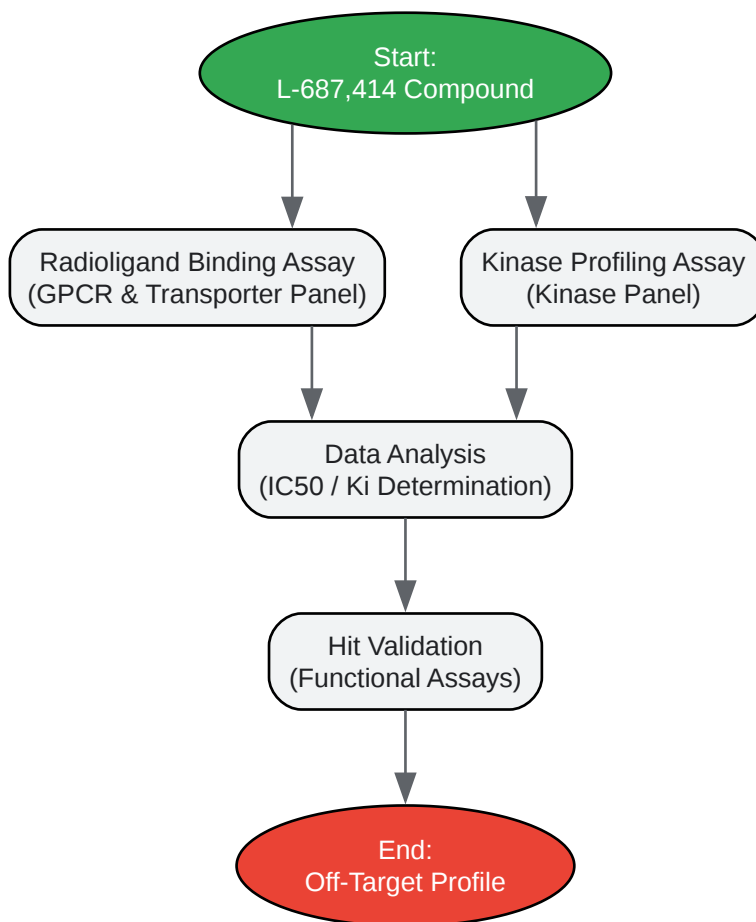 Start:
L-687,414 Compound
Radioligand Binding Assay
(GPCR & Transporter Panel)
Kinase Profiling Assay
(Kinase Panel)
Data Analysis
(IC50 / Ki Determination)
Hit Validation
(Functional Assays)
End:
Off-Target Profile